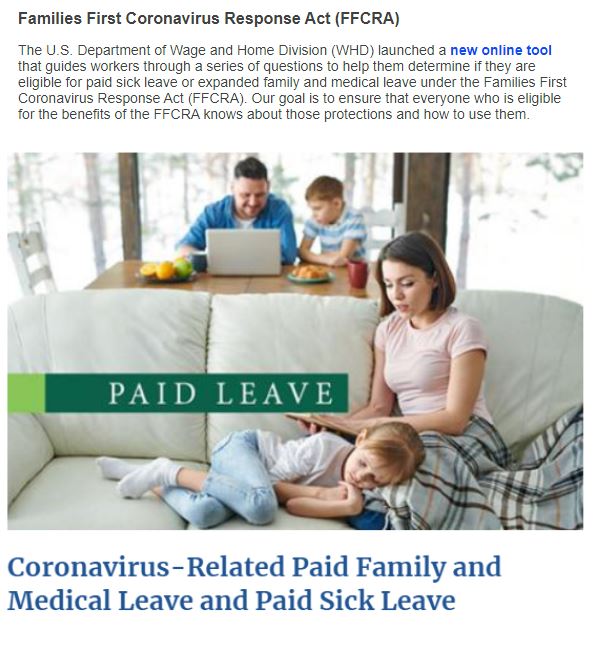 Families First Coronavirus Response Act (FFCRA)
The U.S. Department of Wage and Home Division (WHD) launched a new online tool
that guides workers through a series of questions to help them determine if they are
eligible for paid sick leave or expanded family and medical leave under the Families First
Coronavirus Response Act (FFCRA). Our goal is to ensure that everyone who is eligible
for the benefits of the FFCRA knows about those protections and how to use them.
PAID LEAVE
Coronavirus-Related Paid Family and
Medical Leave and Paid Sick Leave